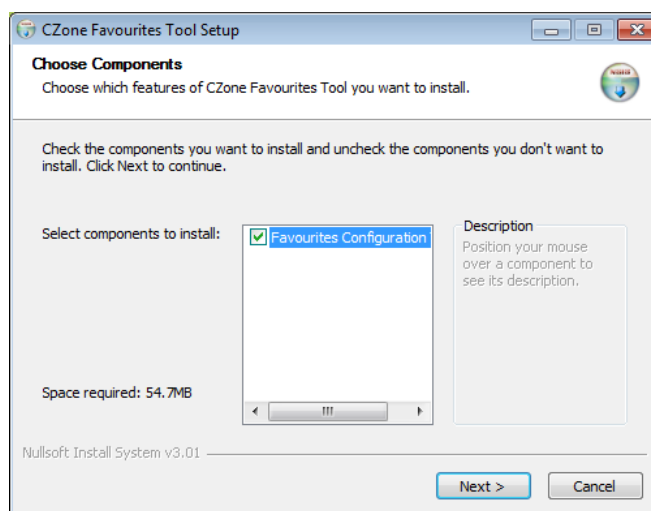 CZone Favourites Tool Setup
Choose Components
Choose which features of CZone Favourites Tool you want to install.
Check the components you want to install and uncheck the components you don't want to
install. Click Next to continue.
Select components to install:
Favourites Configuration
Description
Position your mouse
over a component to
see its description.
Space required: 54.7MB
Nullsoft Install System v3.01
Next >
Cancel